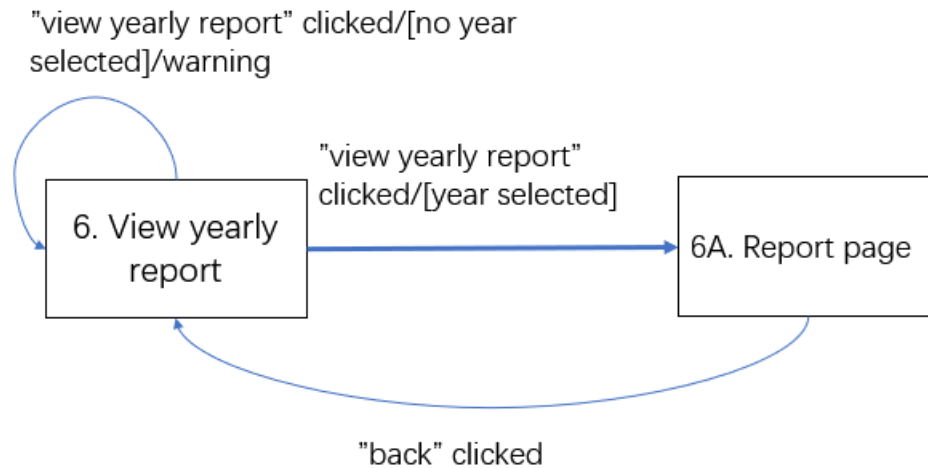 ”view yearly report” clicked/[no year
selected]/warning
”view yearly report”
clicked/[year selected]
6. View yearly
report
6A. Report page
”back” clicked